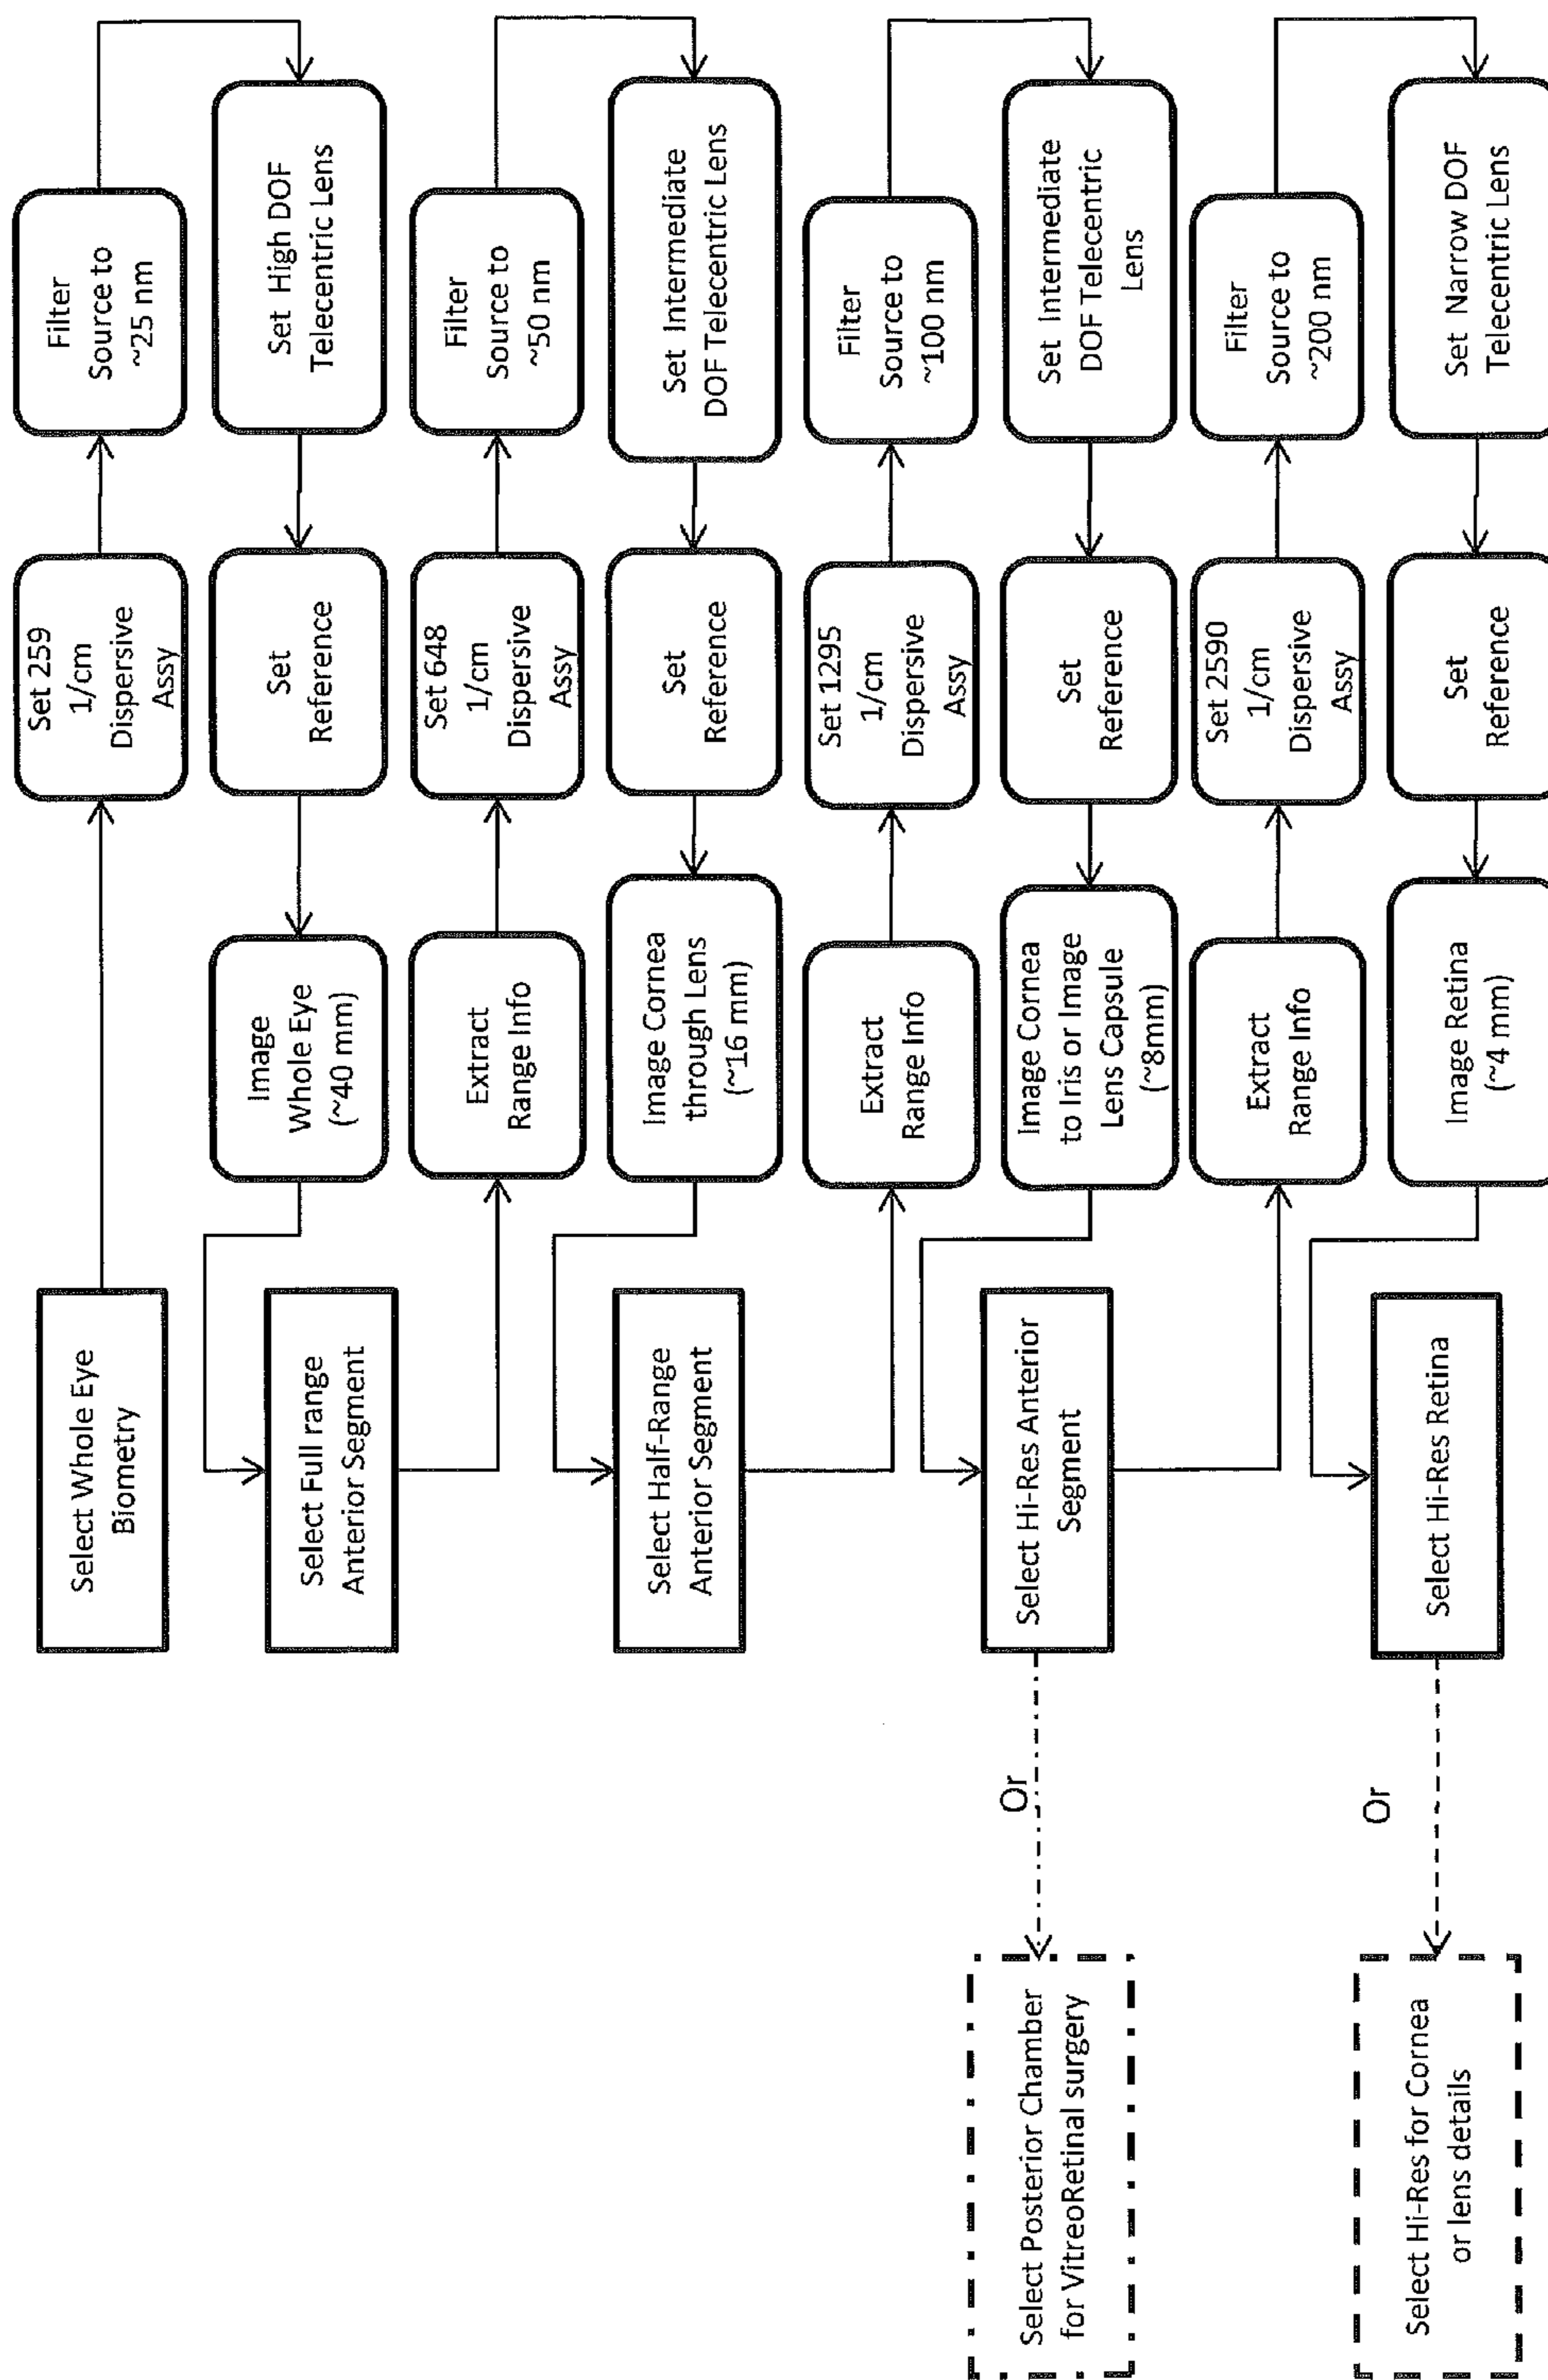 Select Whole Eye
Biometry
Set 259
1/cm
Dispersive
Assy
Filter
Source to
~25 nm
Set High DOF
Telecentric Lens
Set
Reference
Image
Whole Eye
(~40 mm)
Select Full range
Anterior Segment
Extract
Range Info
Set 648
1/cm
Dispersive
Assy
Filter
Source to
~50 nm
Set Intermediate
DOF Telecentric Lens
Set
Reference
Image Cornea
through Lens
(~16 mm)
Select Half-Range
Anterior Segment
Extract
Range Info
Set 1295
1/cm
Dispersive
Assy
Filter
Source to
~100 nm
Set Intermediate
DOF Telecentric
Lens
Set
Reference
Image Cornea
to Iris or Image
Lens Capsule
(~8mm)
Select Hi-Res Anterior
Segment
Or
Select Posterior Chamber
for VitreoRetinal surgery
Extract
Range Info
Set 2590
1/cm
Dispersive
Assy
Filter
Source to
~200 nm
Set Narrow DOF
Telecentric Lens
Set
Reference
Image Retina
(~4 mm)
Select Hi-Res Retina
Or
Select Hi-Res for Cornea
or lens details